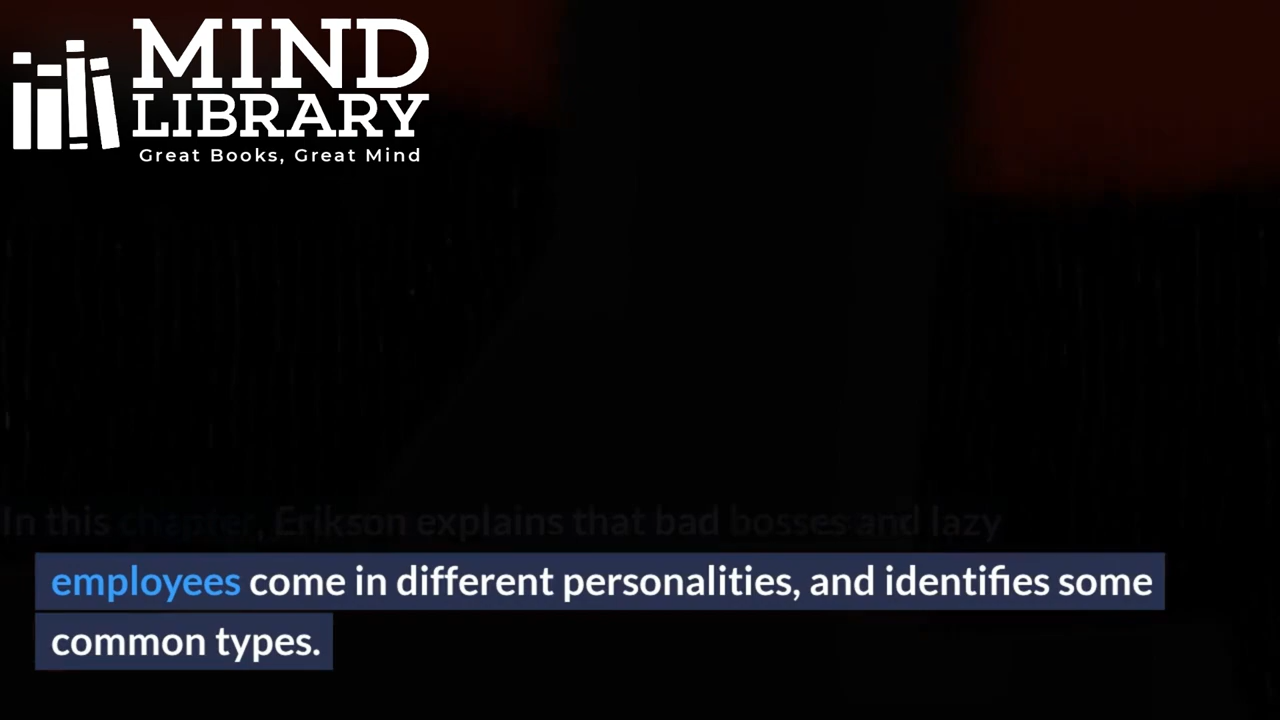 MIND
LIBRARY
Great Books, Great Mind
In this chapter, Erikson explains that bad bosses and lazy
employees come in different personalities, and identifies some
common types.